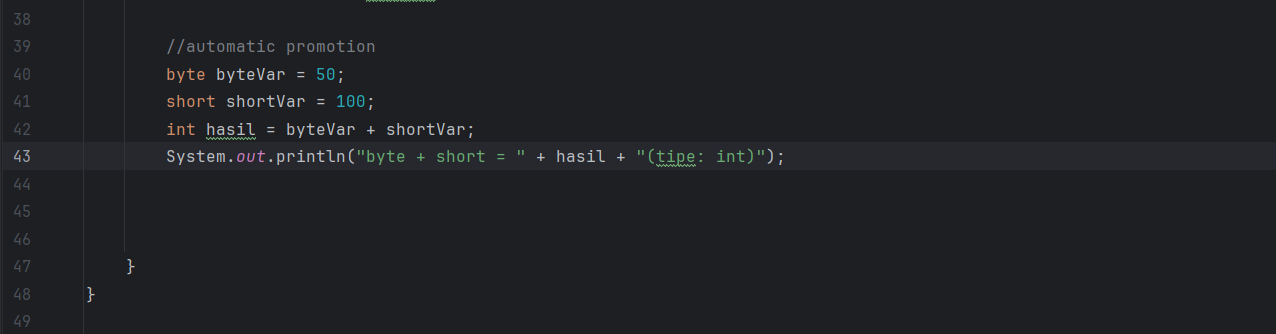 38
39 //automatic promotion
40 byte byteVar = 50;
41 short shortVar = 100;
42 int hasil = byteVar + shortVar;
43 System.out.println("byte + short = " + hasil + "(tipe: int)");
44
45
46
47 }
48 }
49